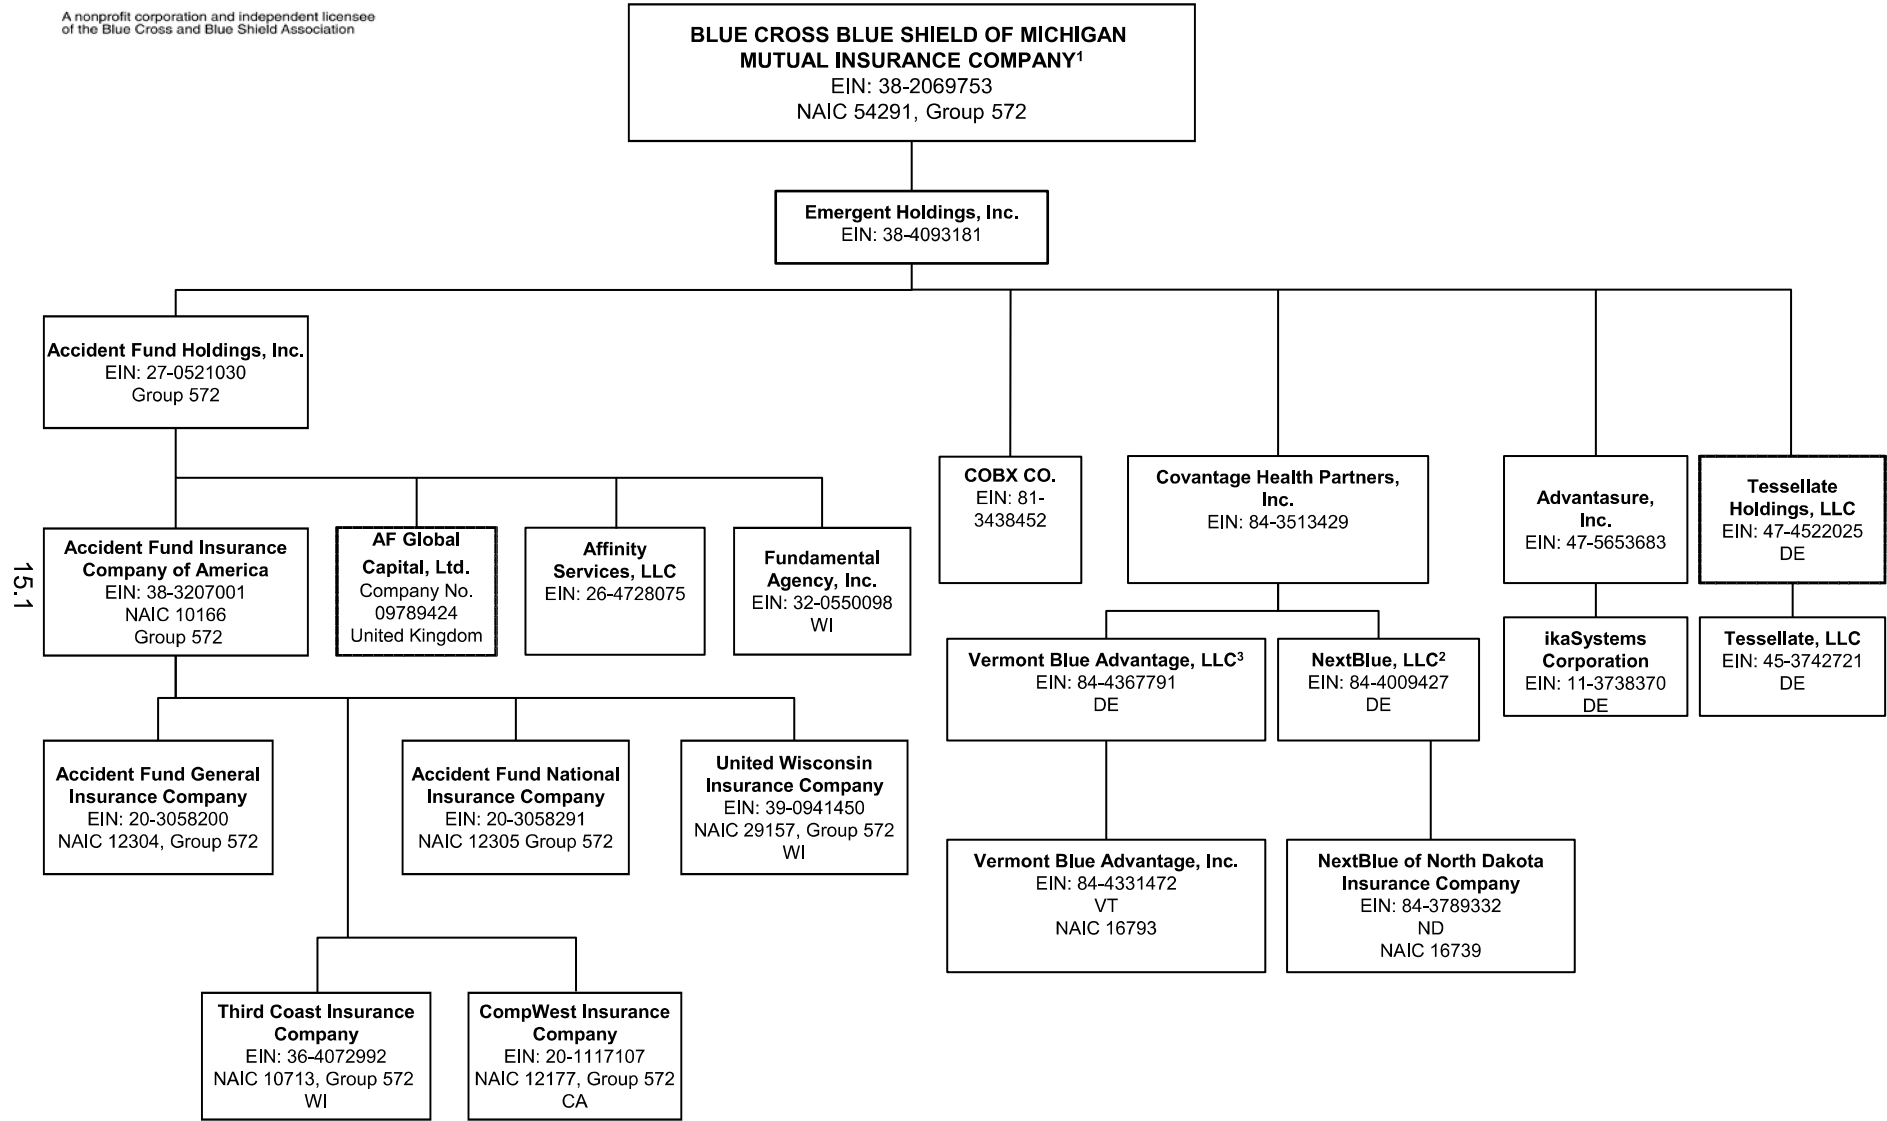 A nonprofit corporation and independent licensee
of the Blue Cross and Blue Shield Association
BLUE CROSS BLUE SHIELD OF MICHIGAN
MUTUAL INSURANCE COMPANY¹
EIN: 38-2069753
NAIC 54291, Group 572
Emergent Holdings, Inc.
EIN: 38-4093181
Accident Fund Holdings, Inc.
EIN: 27-0521030
Group 572
COBX CO.
EIN: 81-
3438452
Covantage Health Partners,
Inc.
EIN: 84-3513429
Advantasure,
Inc.
EIN: 47-5653683
Tessellate
Holdings, LLC
EIN: 47-4522025
DE
Accident Fund Insurance
Company of America
EIN: 38-3207001
NAIC 10166
Group 572
AF Global
Capital, Ltd.
Company No.
09789424
United Kingdom
Affinity
Services, LLC
EIN: 26-4728075
Fundamental
Agency, Inc.
EIN: 32-0550098
WI
15.1
Vermont Blue Advantage, LLC³
EIN: 84-4367791
DE
NextBlue, LLC²
EIN: 84-4009427
DE
ikaSystems
Corporation
EIN: 11-3738370
DE
Tessellate, LLC
EIN: 45-3742721
DE
Accident Fund General
Insurance Company
EIN: 20-3058200
NAIC 12304, Group 572
Accident Fund National
Insurance Company
EIN: 20-3058291
NAIC 12305 Group 572
United Wisconsin
Insurance Company
EIN: 39-0941450
NAIC 29157, Group 572
WI
Vermont Blue Advantage, Inc.
EIN: 84-4331472
VT
NAIC 16793
NextBlue of North Dakota
Insurance Company
EIN: 84-3789332
ND
NAIC 16739
Third Coast Insurance
Company
EIN: 36-4072992
NAIC 10713, Group 572
WI
CompWest Insurance
Company
EIN: 20-1117107
NAIC 12177, Group 572
CA